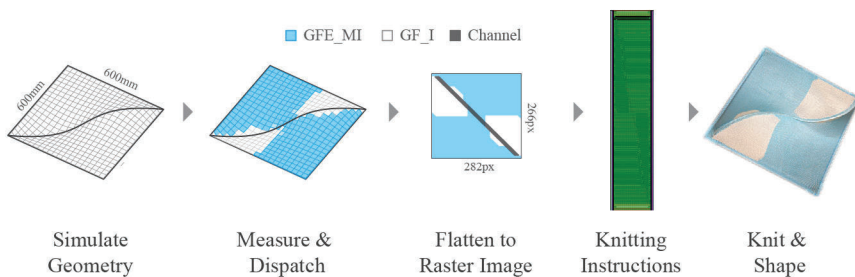 GFE_MI GF_I Channel
600mm
600mm
266px
282px
Simulate
Geometry
Measure &
Dispatch
Flatten to
Raster Image
Knitting
Instructions
Knit &
Shape